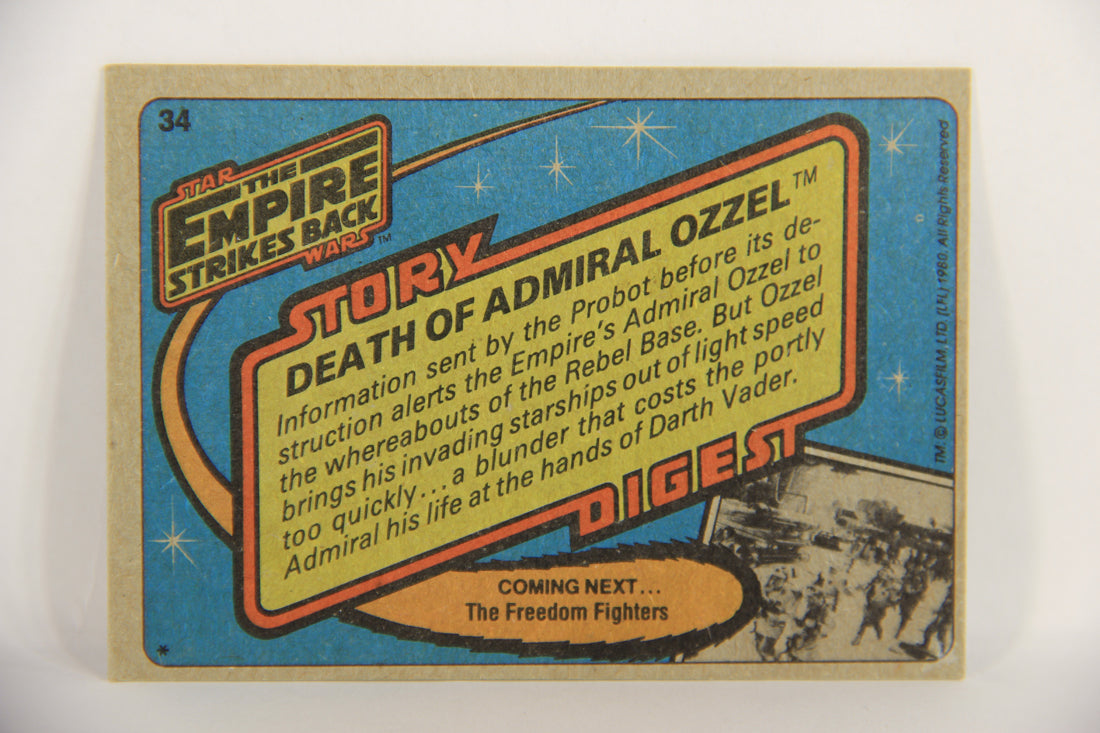 34
STAR
THE
EMPIRE
STRIKES BACK
WARS™
STORY
DEATH OF ADMIRAL OZZEL™
Information sent by the Probot before its de-
struction alerts the Empire's Admiral Ozzel to
the whereabouts of the Rebel Base. But Ozzel
brings his invading starships out of light speed
too quickly...a blunder that costs the portly
Admiral his life at the hands of Darth Vader.
DIGEST
COMING NEXT...
The Freedom Fighters
*
TM: © LUCASFILM, LTD. (LFL) 1980. All Rights Reserved